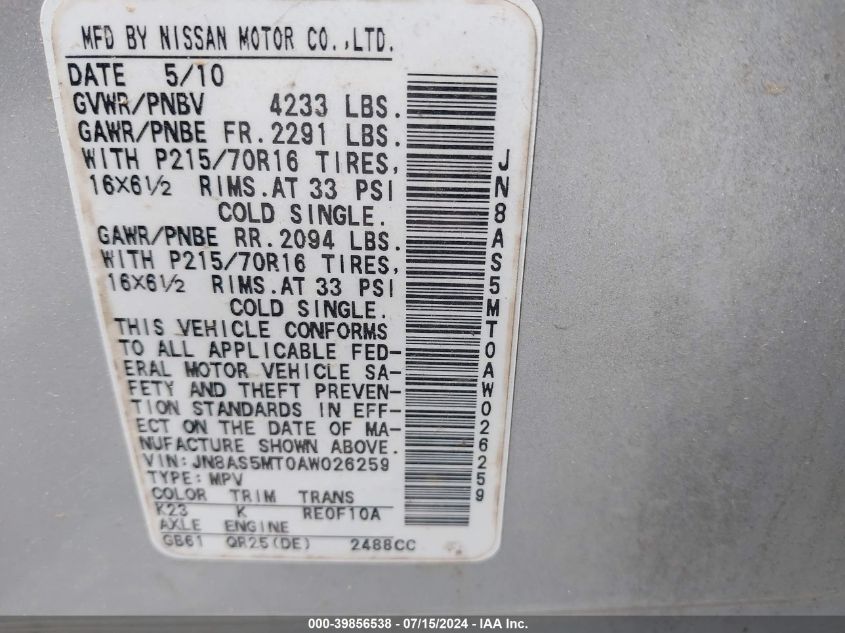 MFD BY NISSAN MOTOR CO.,LTD.
DATE 5/10
GVWR/PNBV 4233 LBS.
GAWR/PNBE FR.2291 LBS.
WITH P215/70R16 TIRES,
16X6½ RIMS.AT 33 PSI
COLD SINGLE.
GAWR/PNBE RR.2094 LBS.
WITH P215/70R16 TIRES,
16X6½ RIMS.AT 33 PSI
COLD SINGLE.
THIS VEHICLE CONFORMS
TO ALL APPLICABLE FED-
ERAL MOTOR VEHICLE SA-
FETY AND THEFT PREVEN-
TION STANDARDS IN EFF-
ECT ON THE DATE OF MA-
NUFACTURE SHOWN ABOVE.
VIN: JN8AS5MT0AW026259
TYPE: MPV
COLOR TRIM TRANS
K23 K RE0F10A
AXLE ENGINE
GB61 QR25(DE) 2488CC
JN8AS5MT0AW026259
000-39856538 - 07/15/2024 - IAA Inc.